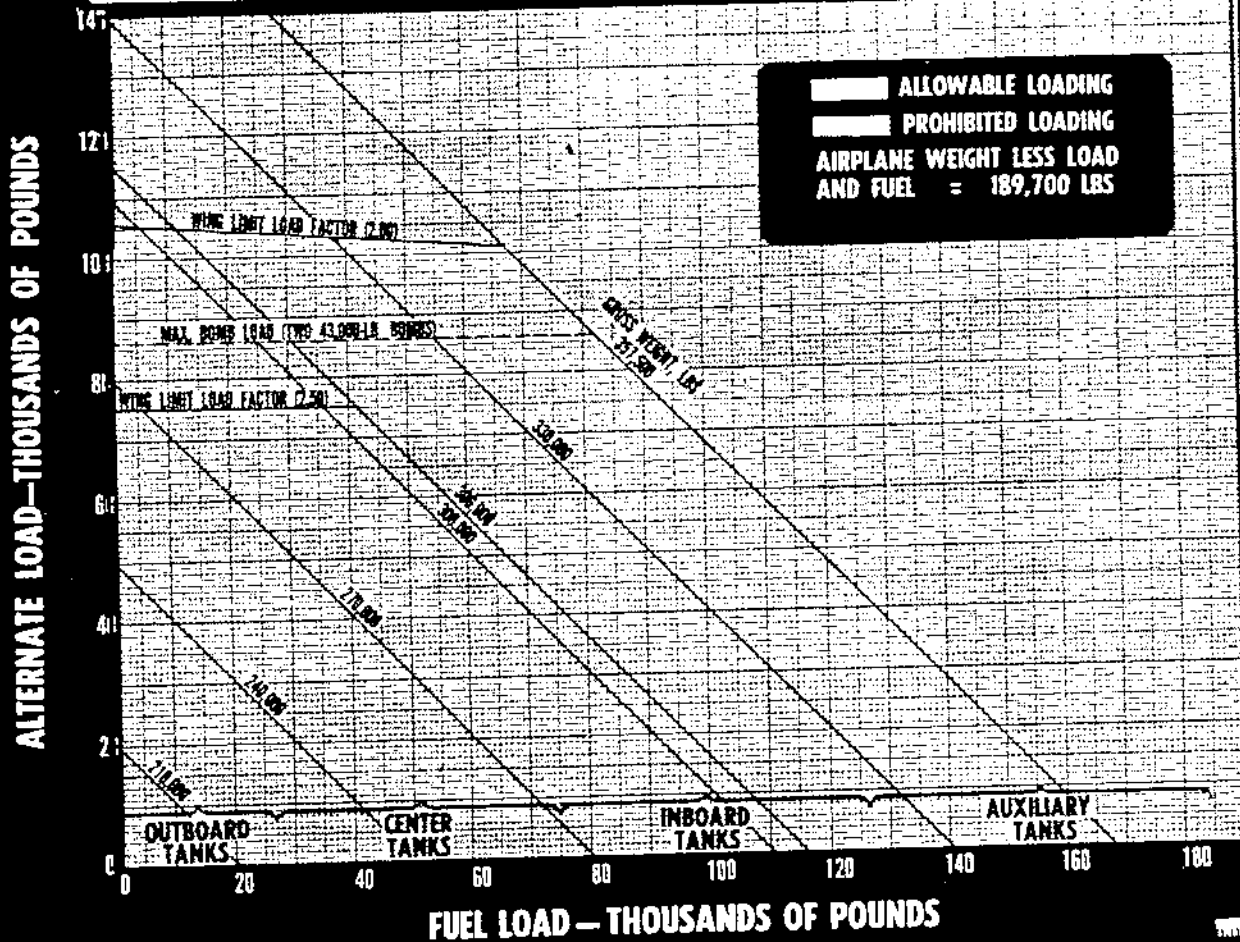 ALTERNATE LOAD—THOUSANDS OF POUNDS
ALLOWABLE LOADING
PROHIBITED LOADING
AIRPLANE WEIGHT LESS LOAD
AND FUEL = 189,700 LBS
WING LIMIT LOAD FACTOR (2.00)
MAX. BOMB LOAD (TWO 43,000-LB. BOMBS)
WING LIMIT LOAD FACTOR (2.50)
GROSS WEIGHT, LBS
357,500
330,000
300,000
270,000
240,000
210,000
OUTBOARD
TANKS
CENTER
TANKS
INBOARD
TANKS
AUXILIARY
TANKS
0
20
40
60
80
100
120
140
160
180
FUEL LOAD—THOUSANDS OF POUNDS